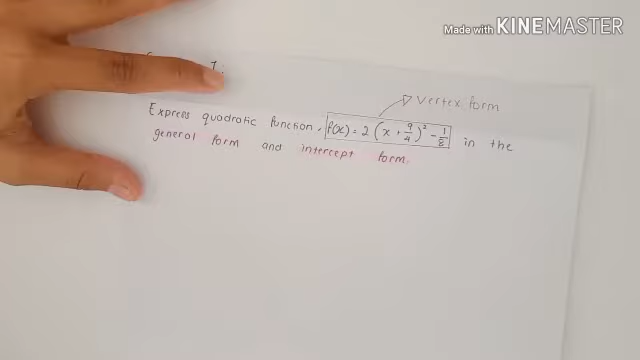 Made with KINEMASTER
1:
vertex form
Express quadratic function, f(x) = 2 (x + 9/4)² - 1/8 in the
general form and intercept form.